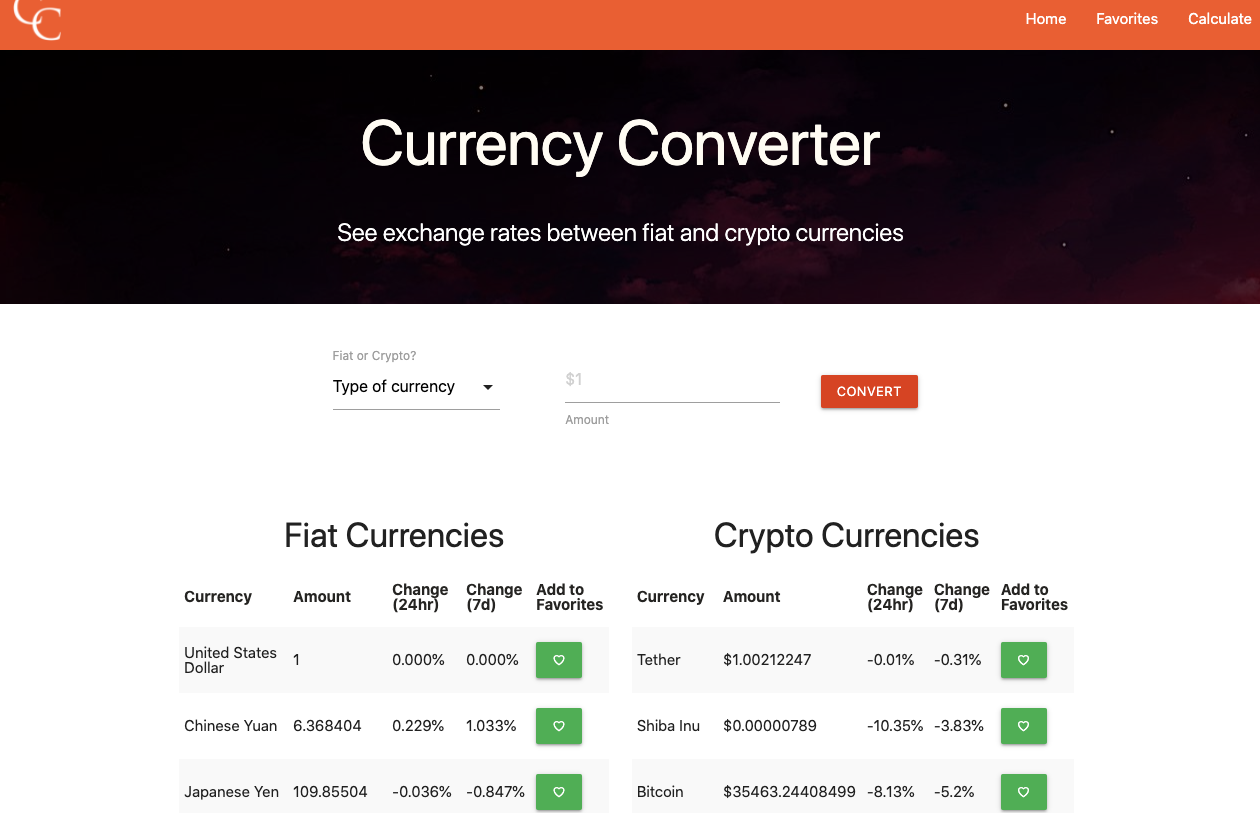 CC
Home Favorites Calculate
Currency Converter
See exchange rates between fiat and crypto currencies
Fiat or Crypto?
Type of currency
$1
Amount
CONVERT
Fiat Currencies
Currency Amount Change (24hr) Change (7d) Add to Favorites
United States Dollar 1 0.000% 0.000%
Chinese Yuan 6.368404 0.229% 1.033%
Japanese Yen 109.85504 -0.036% -0.847%
Crypto Currencies
Currency Amount Change (24hr) Change (7d) Add to Favorites
Tether $1.00212247 -0.01% -0.31%
Shiba Inu $0.00000789 -10.35% -3.83%
Bitcoin $35463.24408499 -8.13% -5.2%